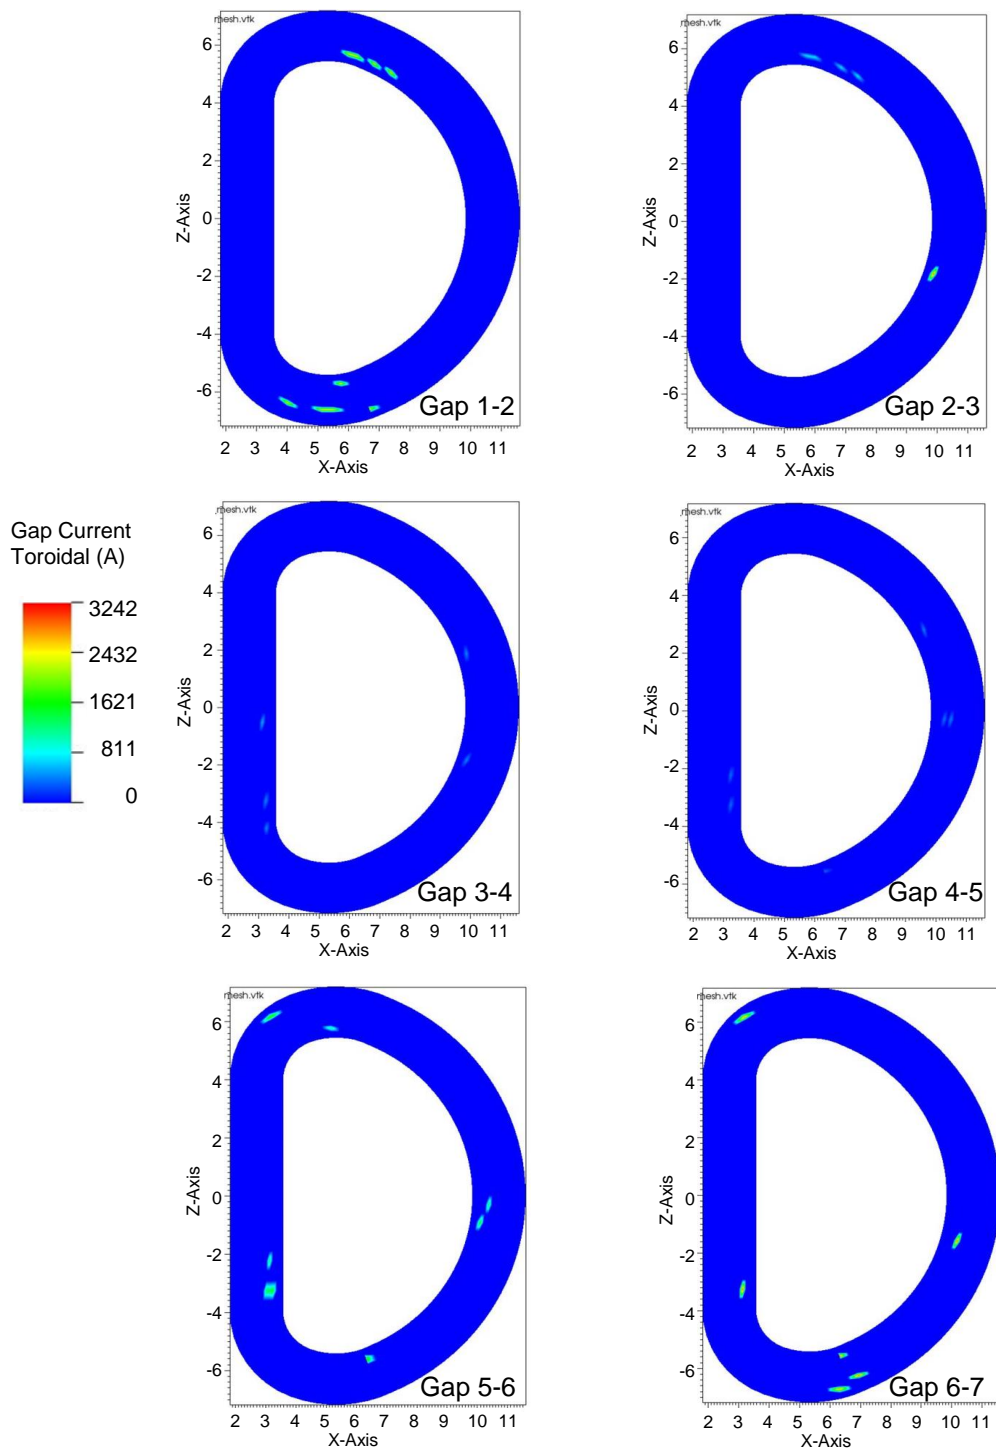 mesh.vtk
6
4
2
0
-2
-4
-6
Z-Axis
2 3 4 5 6 7 8 9 10 11
X-Axis
Gap 1-2
mesh.vtk
6
4
2
0
-2
-4
-6
Z-Axis
2 3 4 5 6 7 8 9 10 11
X-Axis
Gap 2-3
Gap Current
Toroidal (A)
3242
2432
1621
811
0
mesh.vtk
6
4
2
0
-2
-4
-6
Z-Axis
2 3 4 5 6 7 8 9 10 11
X-Axis
Gap 3-4
mesh.vtk
6
4
2
0
-2
-4
-6
Z-Axis
2 3 4 5 6 7 8 9 10 11
X-Axis
Gap 4-5
mesh.vtk
6
4
2
0
-2
-4
-6
Z-Axis
2 3 4 5 6 7 8 9 10 11
X-Axis
Gap 5-6
mesh.vtk
6
4
2
0
-2
-4
-6
Z-Axis
2 3 4 5 6 7 8 9 10 11
X-Axis
Gap 6-7